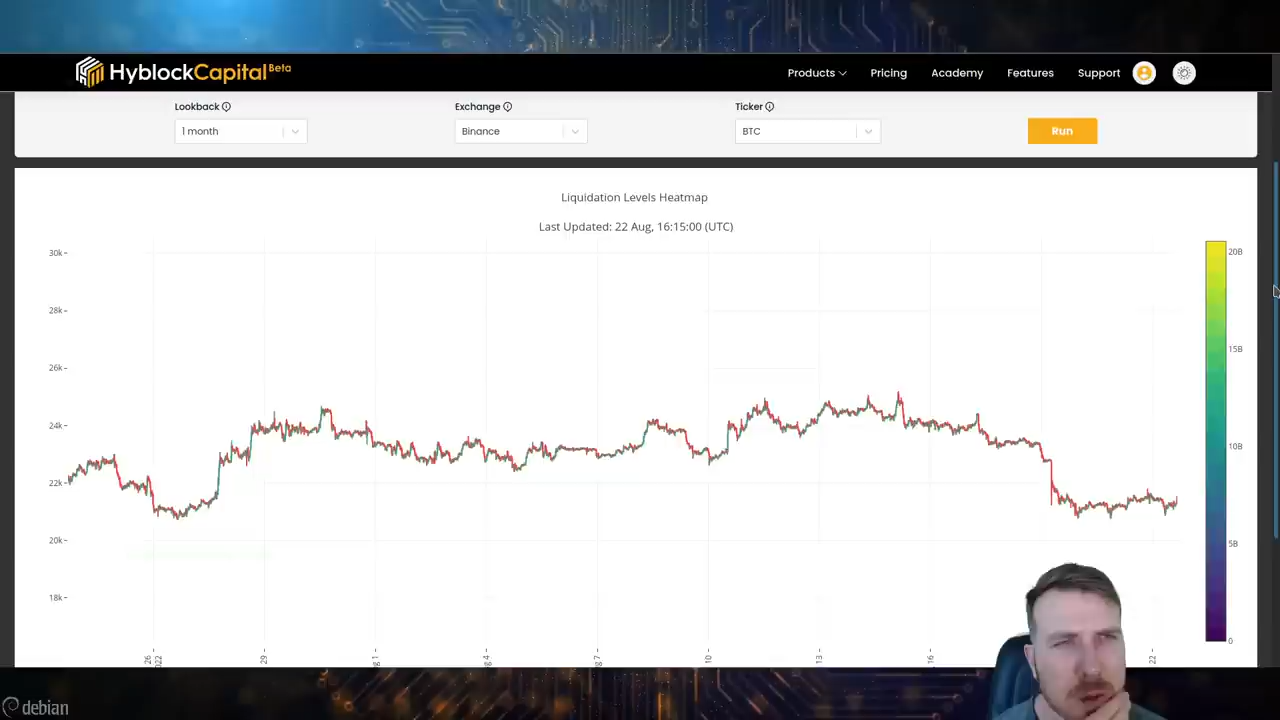 HyblockCapital Beta
Products Pricing Academy Features Support
Lookback Exchange Ticker
1 month Binance BTC Run
Liquidation Levels Heatmap
Last Updated: 22 Aug, 16:15:00 (UTC)
30k
28k
26k
24k
22k
20k
18k
20B
15B
10B
5B
0
26 29 10 13 16 22
debian